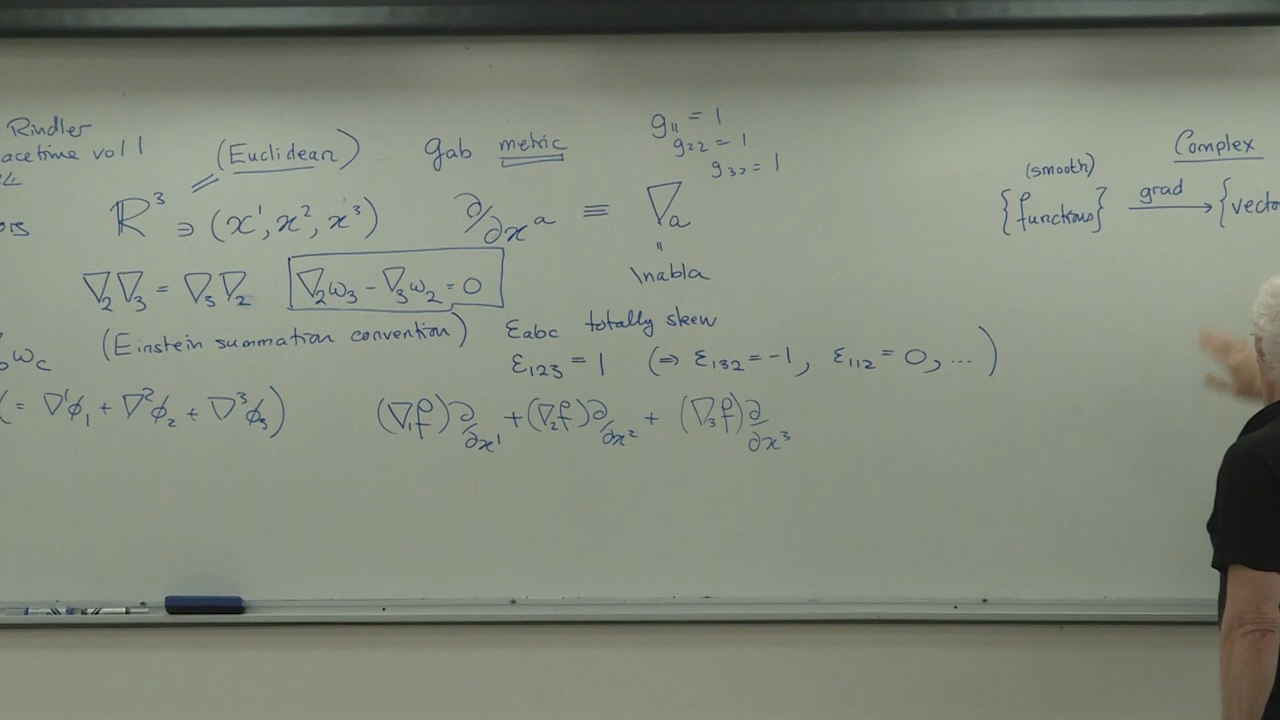 Rindler
acetime vol 1
(Euclidean)
gab metric
g₁₁ = 1
g₂₂ = 1
g₃₃ = 1
ℝ³ ∋ (x¹, x², x³)
∂/∂xᵃ ≡ ∇ₐ
"
\nabla
∇₂∇₃ = ∇₃∇₂
∇₂ω₃ - ∇₃ω₂ = 0
ωc
(Einstein summation convention)
εabc totally skew
ε₁₂₃ = 1 (⇒ ε₁₃₂ = -1, ε₁₁₂ = 0, ...)
(= ∇¹ϕ₁ + ∇²ϕ₂ + ∇³ϕ₃)
(∇₁f)∂/∂x¹ + (∇₂f)∂/∂x² + (∇₃f)∂/∂x³
Complex
(smooth)
{functions} grad → {vecto